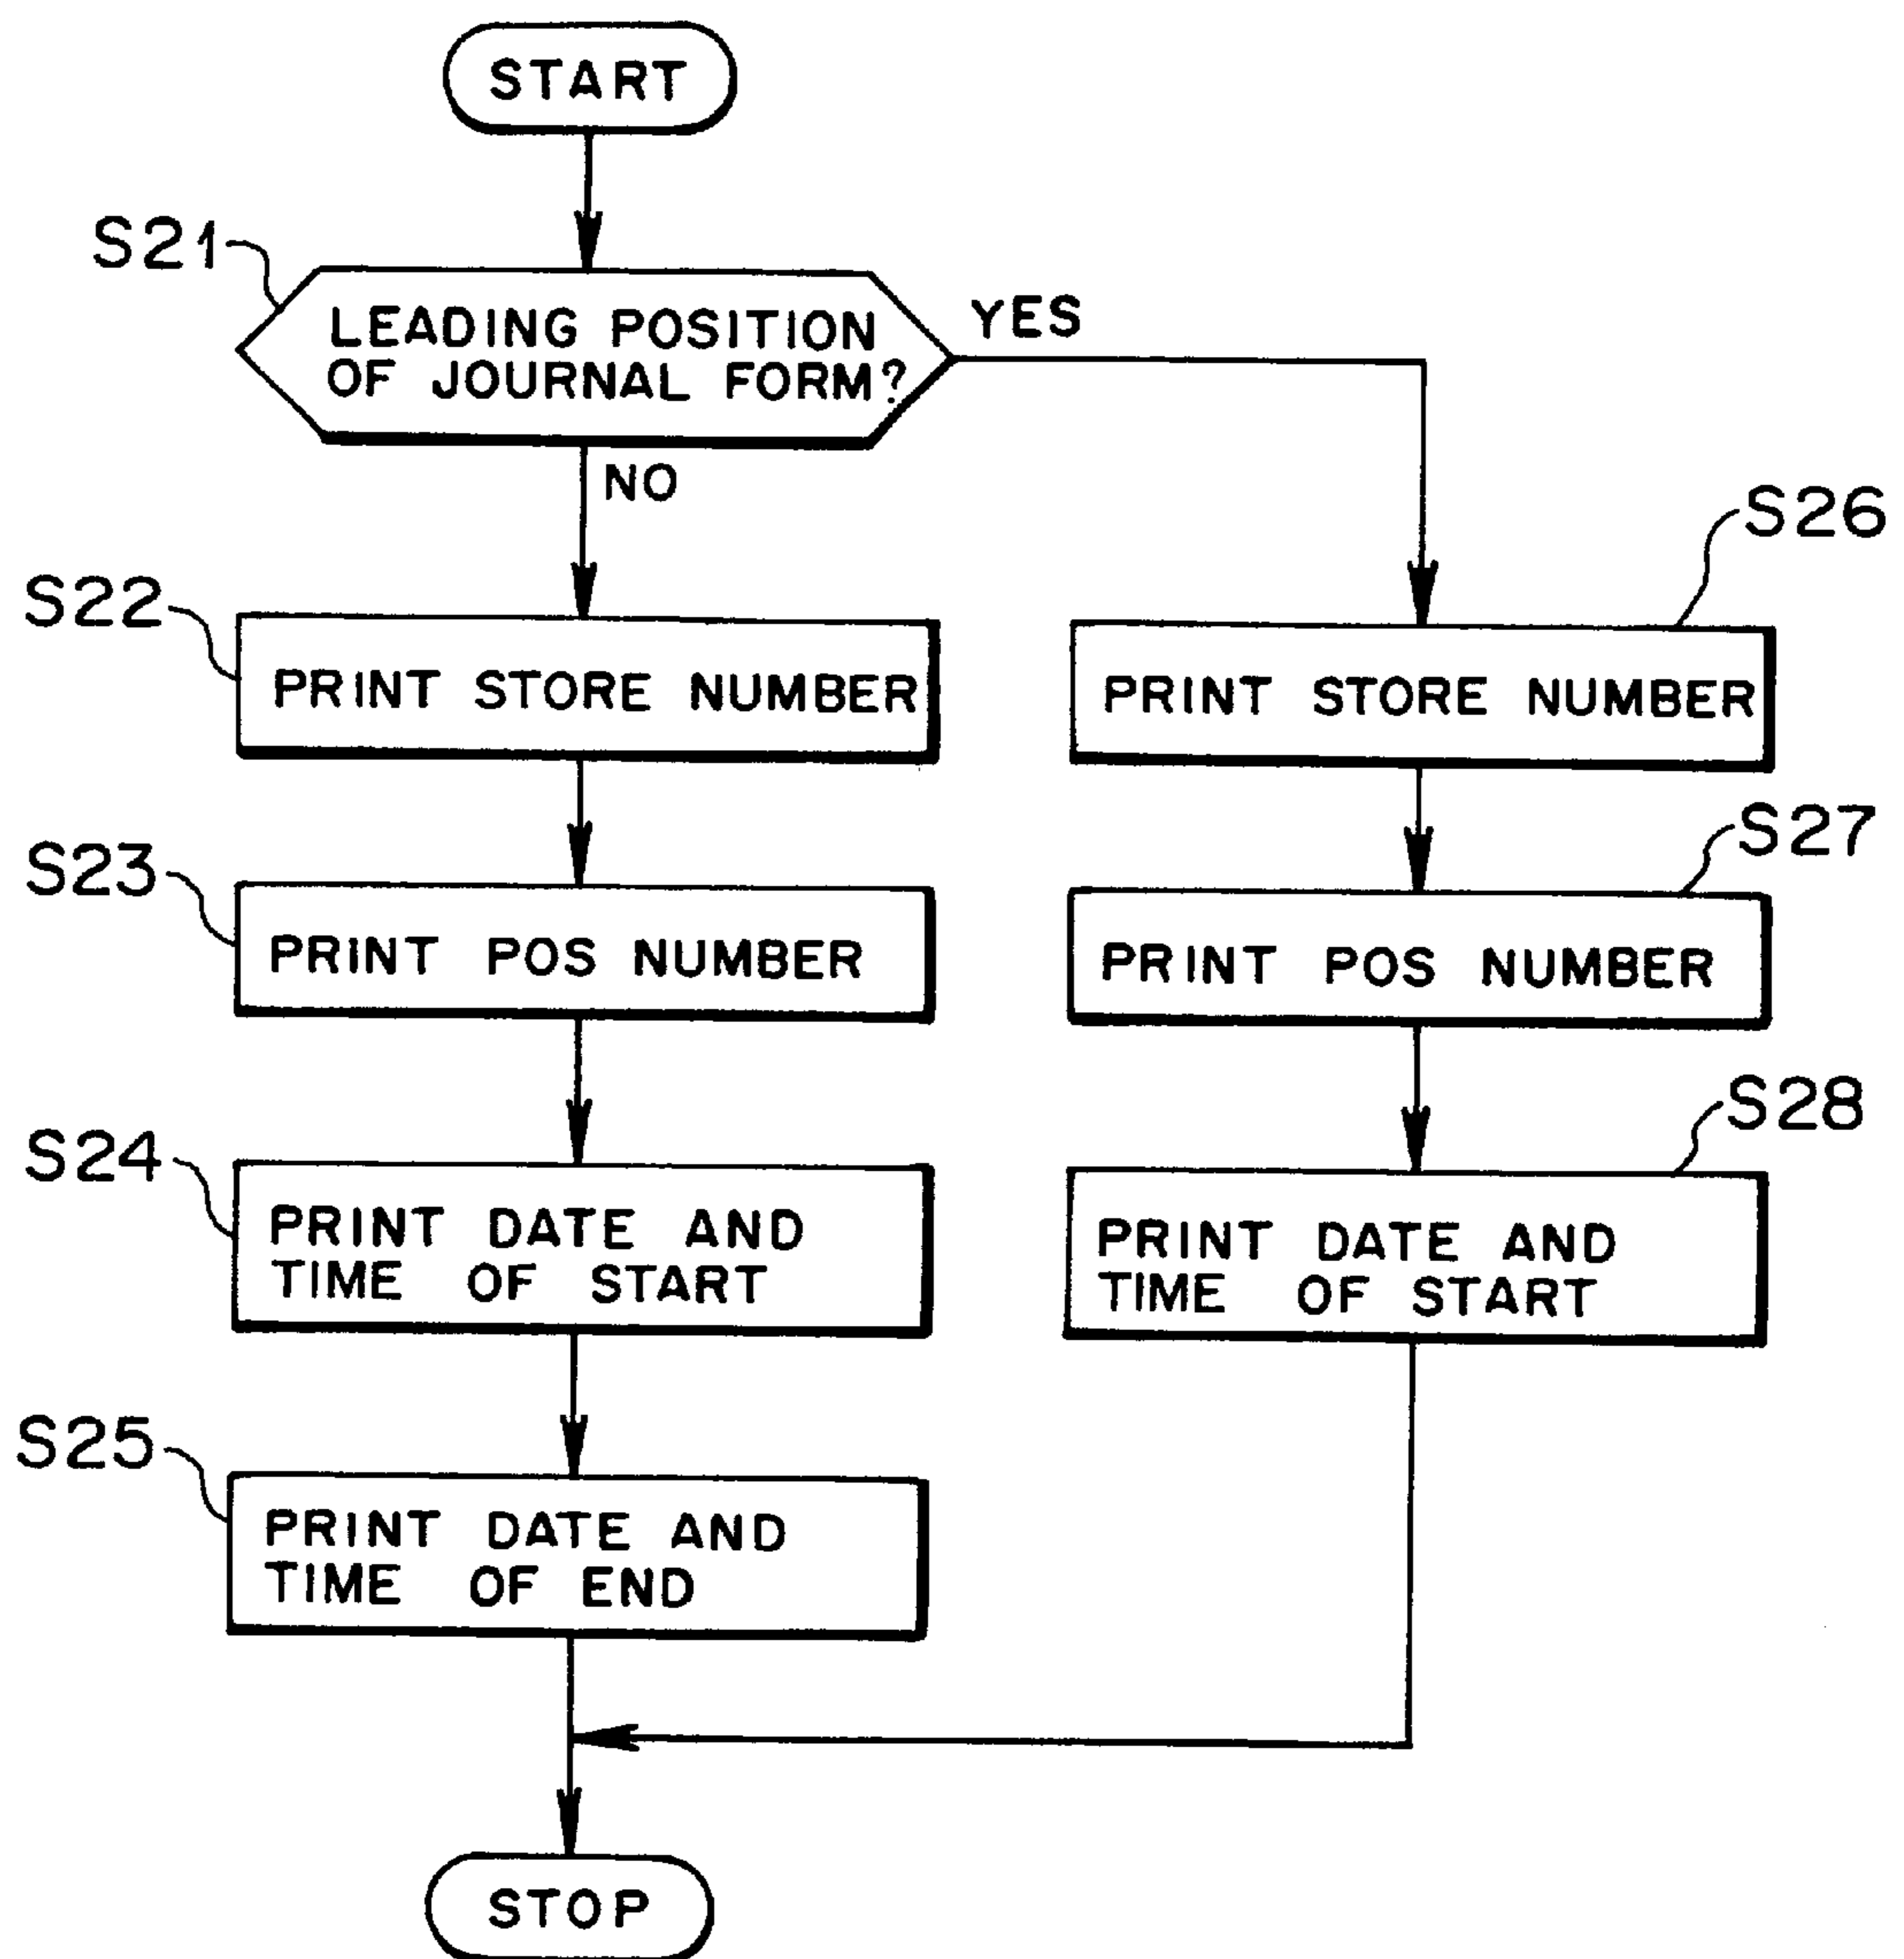 START
S21
LEADING POSITION
OF JOURNAL FORM?
YES
NO
S22
PRINT STORE NUMBER
S23
PRINT POS NUMBER
S24
PRINT DATE AND
TIME OF START
S25
PRINT DATE AND
TIME OF END
S26
PRINT STORE NUMBER
S27
PRINT POS NUMBER
S28
PRINT DATE AND
TIME OF START
STOP